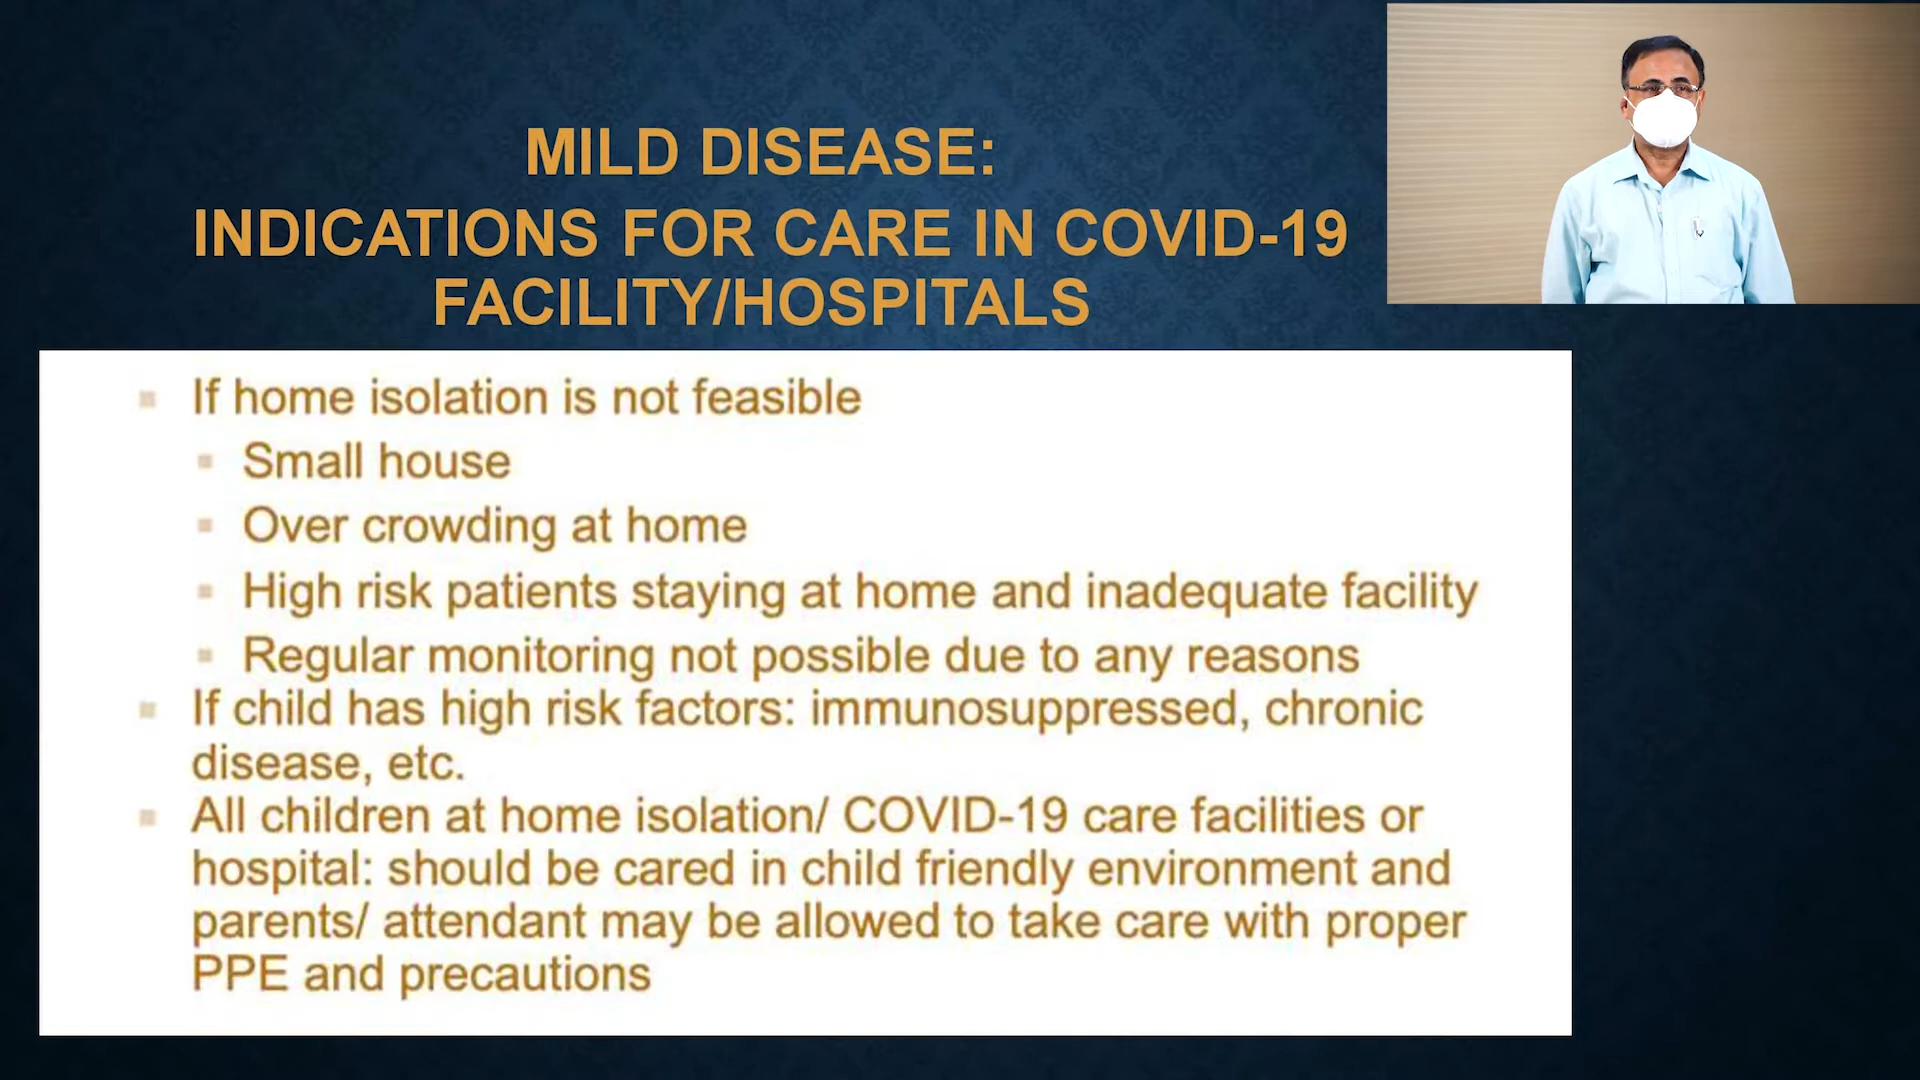 MILD DISEASE:
INDICATIONS FOR CARE IN COVID-19
FACILITY/HOSPITALS
If home isolation is not feasible
Small house
Over crowding at home
High risk patients staying at home and inadequate facility
Regular monitoring not possible due to any reasons
If child has high risk factors: immunosuppressed, chronic
disease, etc.
All children at home isolation/ COVID-19 care facilities or
hospital: should be cared in child friendly environment and
parents/ attendant may be allowed to take care with proper
PPE and precautions